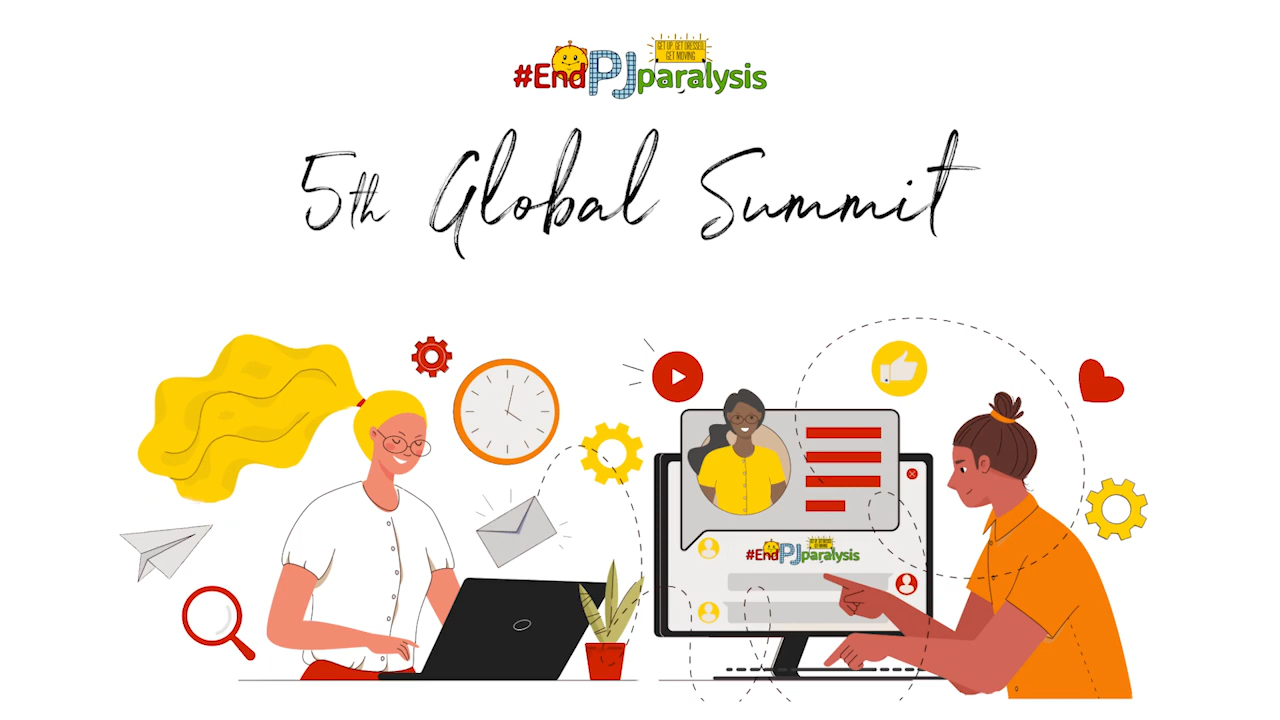 GET UP, GET DRESSED,
GET MOVING
#EndPJparalysis
5th Global Summit
#EndPJparalysis